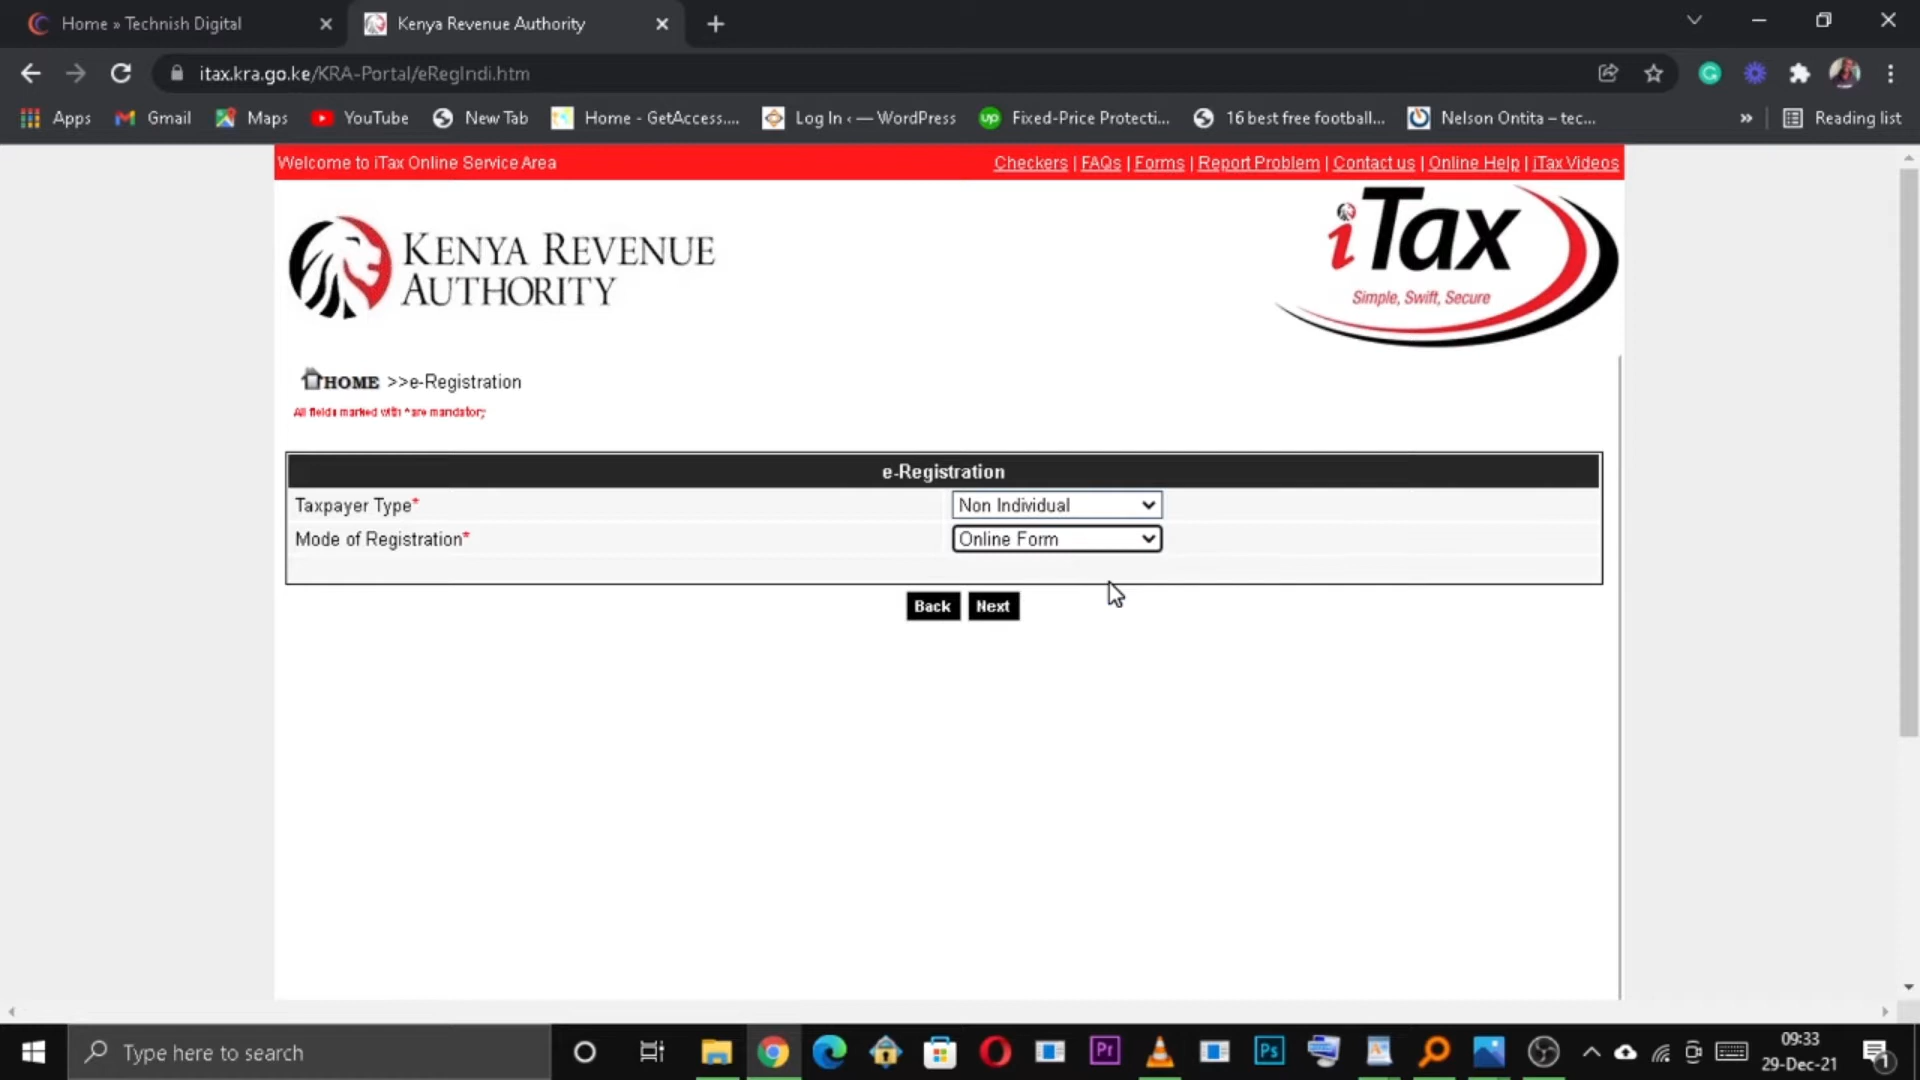 Home » Technish Digital
Kenya Revenue Authority
itax.kra.go.ke/KRA-Portal/eRegIndi.htm
Apps Gmail Maps YouTube New Tab Home - GetAccess.... Log In ‹ — WordPress up Fixed-Price Protecti... 16 best free football... Nelson Ontita – tec... » Reading list
Welcome to iTax Online Service Area
Checkers | FAQs | Forms | Report Problem | Contact us | Online Help | iTax Videos
KENYA REVENUE
AUTHORITY
iTax
Simple, Swift, Secure
HOME >>e-Registration
All fields marked with * are mandatory
e-Registration
Taxpayer Type* Non Individual
Mode of Registration* Online Form
Back Next
Type here to search
Pr
Ps
09:33
29-Dec-21
1